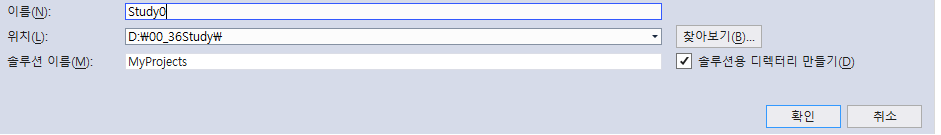 이름(N): Study0
위치(L): D:₩00_36Study₩ 찾아보기(B)...
솔루션 이름(M): MyProjects 솔루션용 디렉터리 만들기(D)
확인 취소